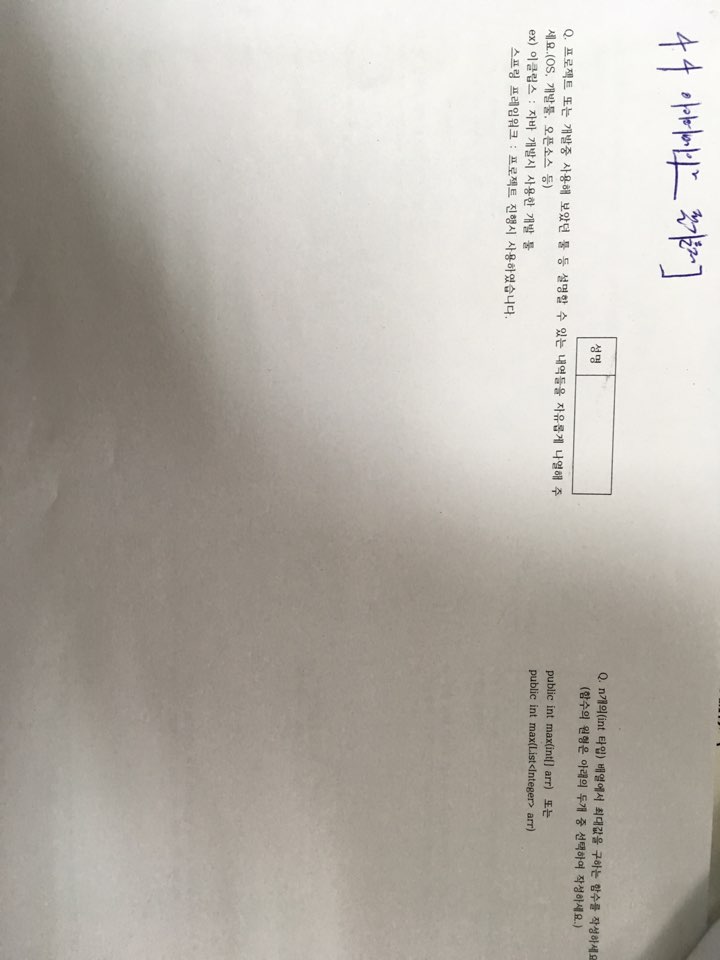 44 필기문제]
성명
Q. 프로젝트 또는 개발중 사용해 보았던 툴 등 설명할 수 있는 내역들을 자유롭게 나열해 주
세요.(OS, 개발툴, 오픈소스 등)
ex) 이클립스 : 자바 개발시 사용한 개발 툴
스프링 프레임워크 : 프로젝트 진행시 사용하였습니다.
Q. n개의(int 타입) 배열에서 최대값을 구하는 함수를 작성하세요
(함수의 원형은 아래의 두개 중 선택하여 작성하세요.)
public int max(int[] arr) 또는
public int max(List<Integer> arr)